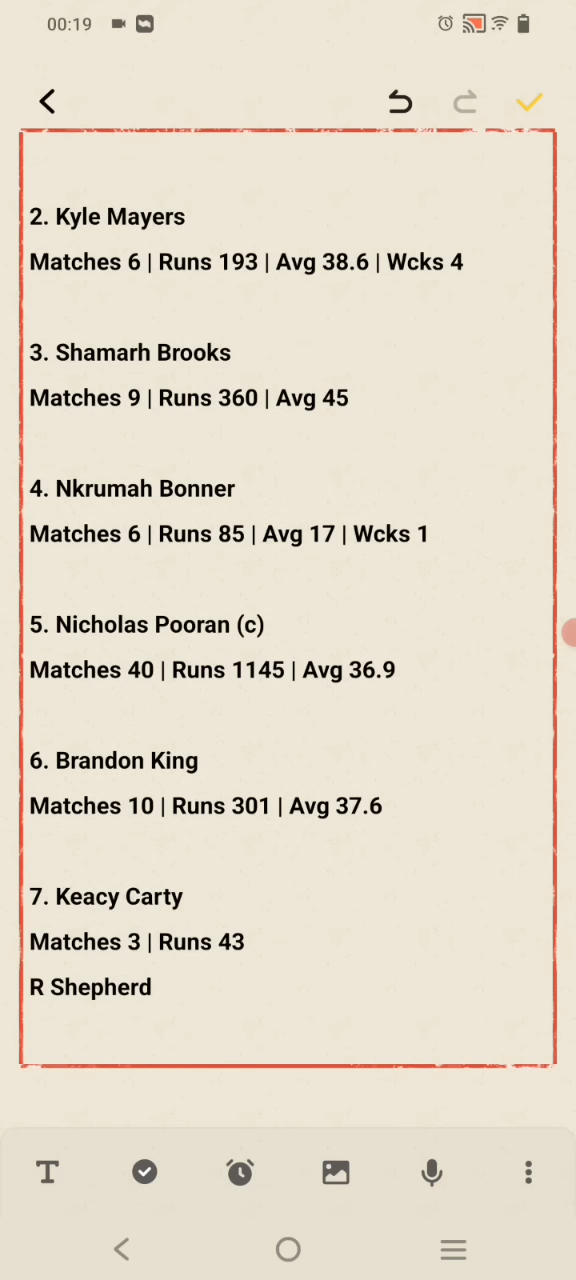 00:19
2. Kyle Mayers
Matches 6 | Runs 193 | Avg 38.6 | Wcks 4
3. Shamarh Brooks
Matches 9 | Runs 360 | Avg 45
4. Nkrumah Bonner
Matches 6 | Runs 85 | Avg 17 | Wcks 1
5. Nicholas Pooran (c)
Matches 40 | Runs 1145 | Avg 36.9
6. Brandon King
Matches 10 | Runs 301 | Avg 37.6
7. Keacy Carty
Matches 3 | Runs 43
R Shepherd
T